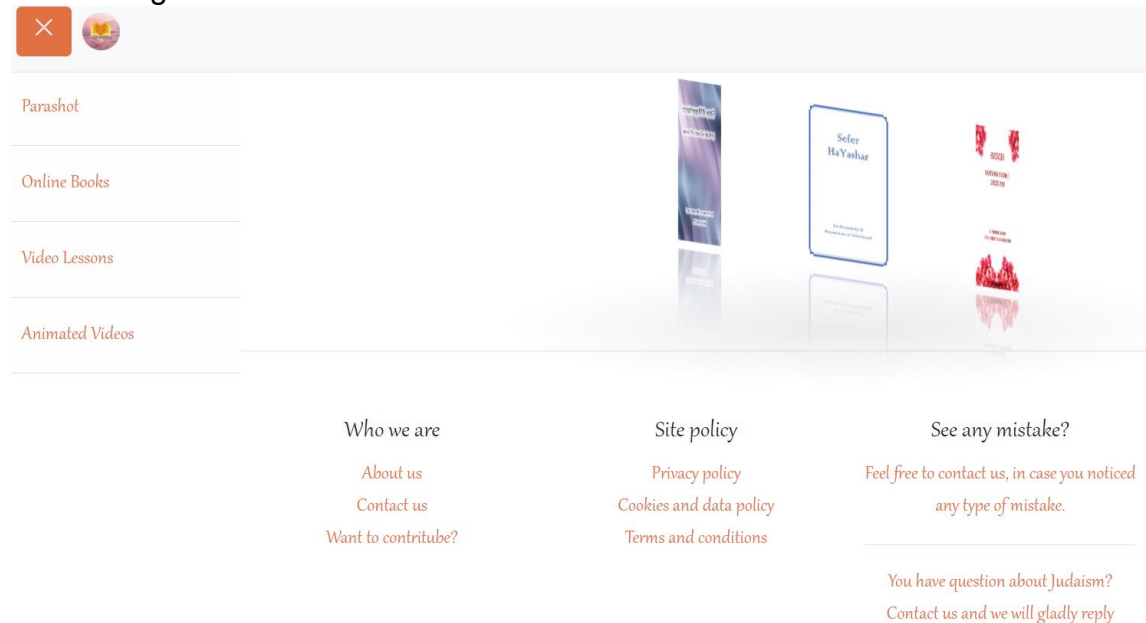 Parashot
Online Books
Video Lessons
Animated Videos
Sefer
HaYashar
Who we are
About us
Contact us
Want to contritube?
Site policy
Privacy policy
Cookies and data policy
Terms and conditions
See any mistake?
Feel free to contact us, in case you noticed
any type of mistake.
You have question about Judaism?
Contact us and we will gladly reply